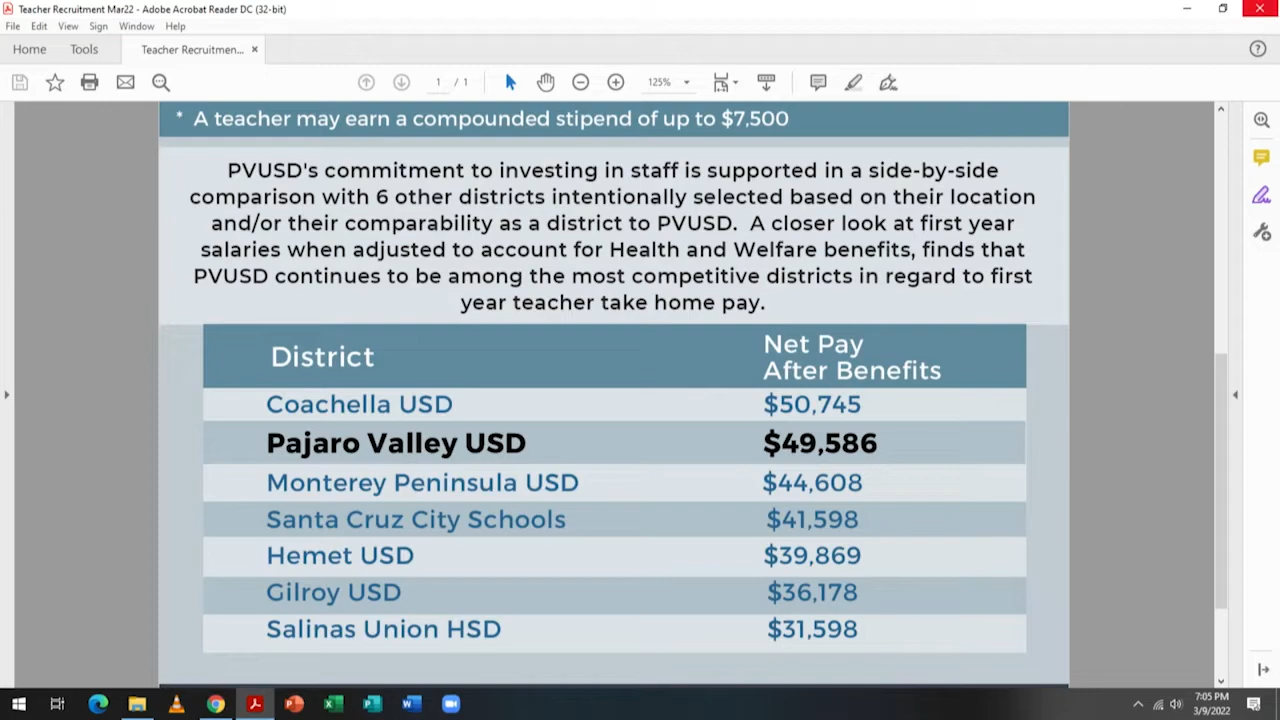 Teacher Recruitment Mar22 - Adobe Acrobat Reader DC (32-bit)
File Edit View Sign Window Help
Home Tools Teacher Recruitmen... ×
1 / 1 125%
* A teacher may earn a compounded stipend of up to $7,500
PVUSD's commitment to investing in staff is supported in a side-by-side
comparison with 6 other districts intentionally selected based on their location
and/or their comparability as a district to PVUSD. A closer look at first year
salaries when adjusted to account for Health and Welfare benefits, finds that
PVUSD continues to be among the most competitive districts in regard to first
year teacher take home pay.
District Net Pay
After Benefits
Coachella USD $50,745
Pajaro Valley USD $49,586
Monterey Peninsula USD $44,608
Santa Cruz City Schools $41,598
Hemet USD $39,869
Gilroy USD $36,178
Salinas Union HSD $31,598
7:05 PM
3/9/2022